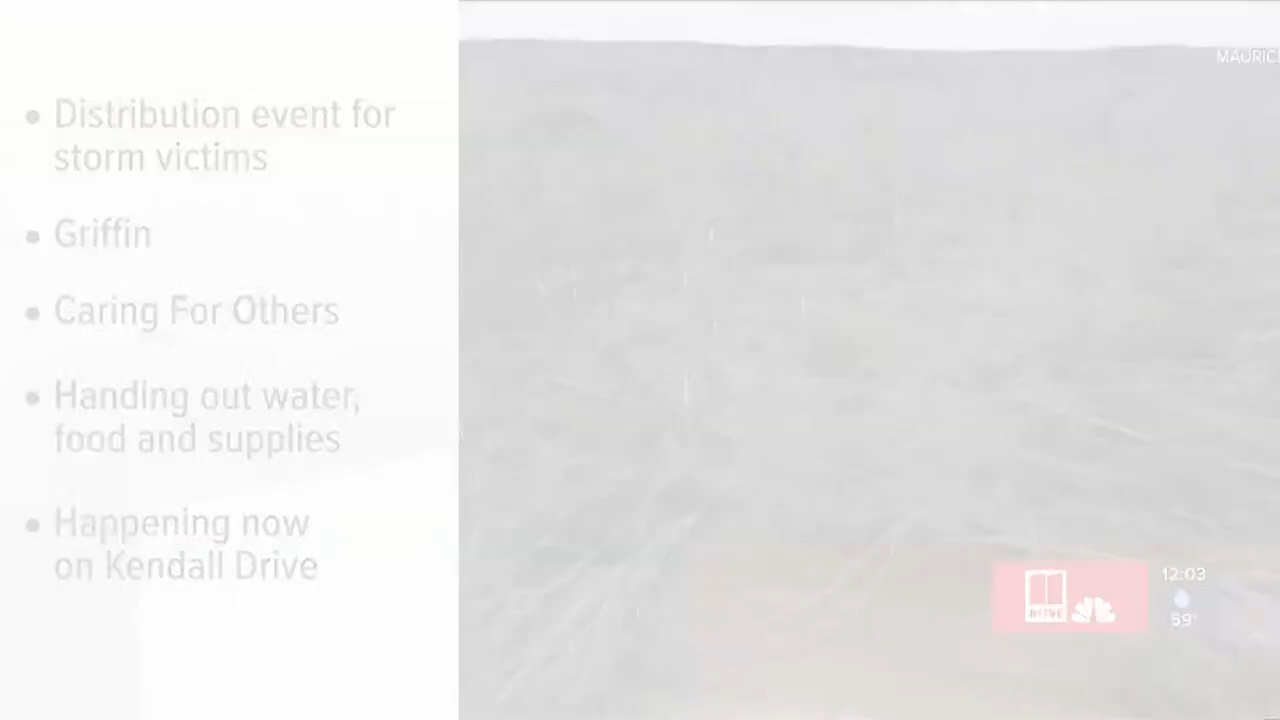 • Distribution event for
storm victims
• Griffin
• Caring For Others
• Handing out water,
food and supplies
• Happening now
on Kendall Drive
12:03
59°